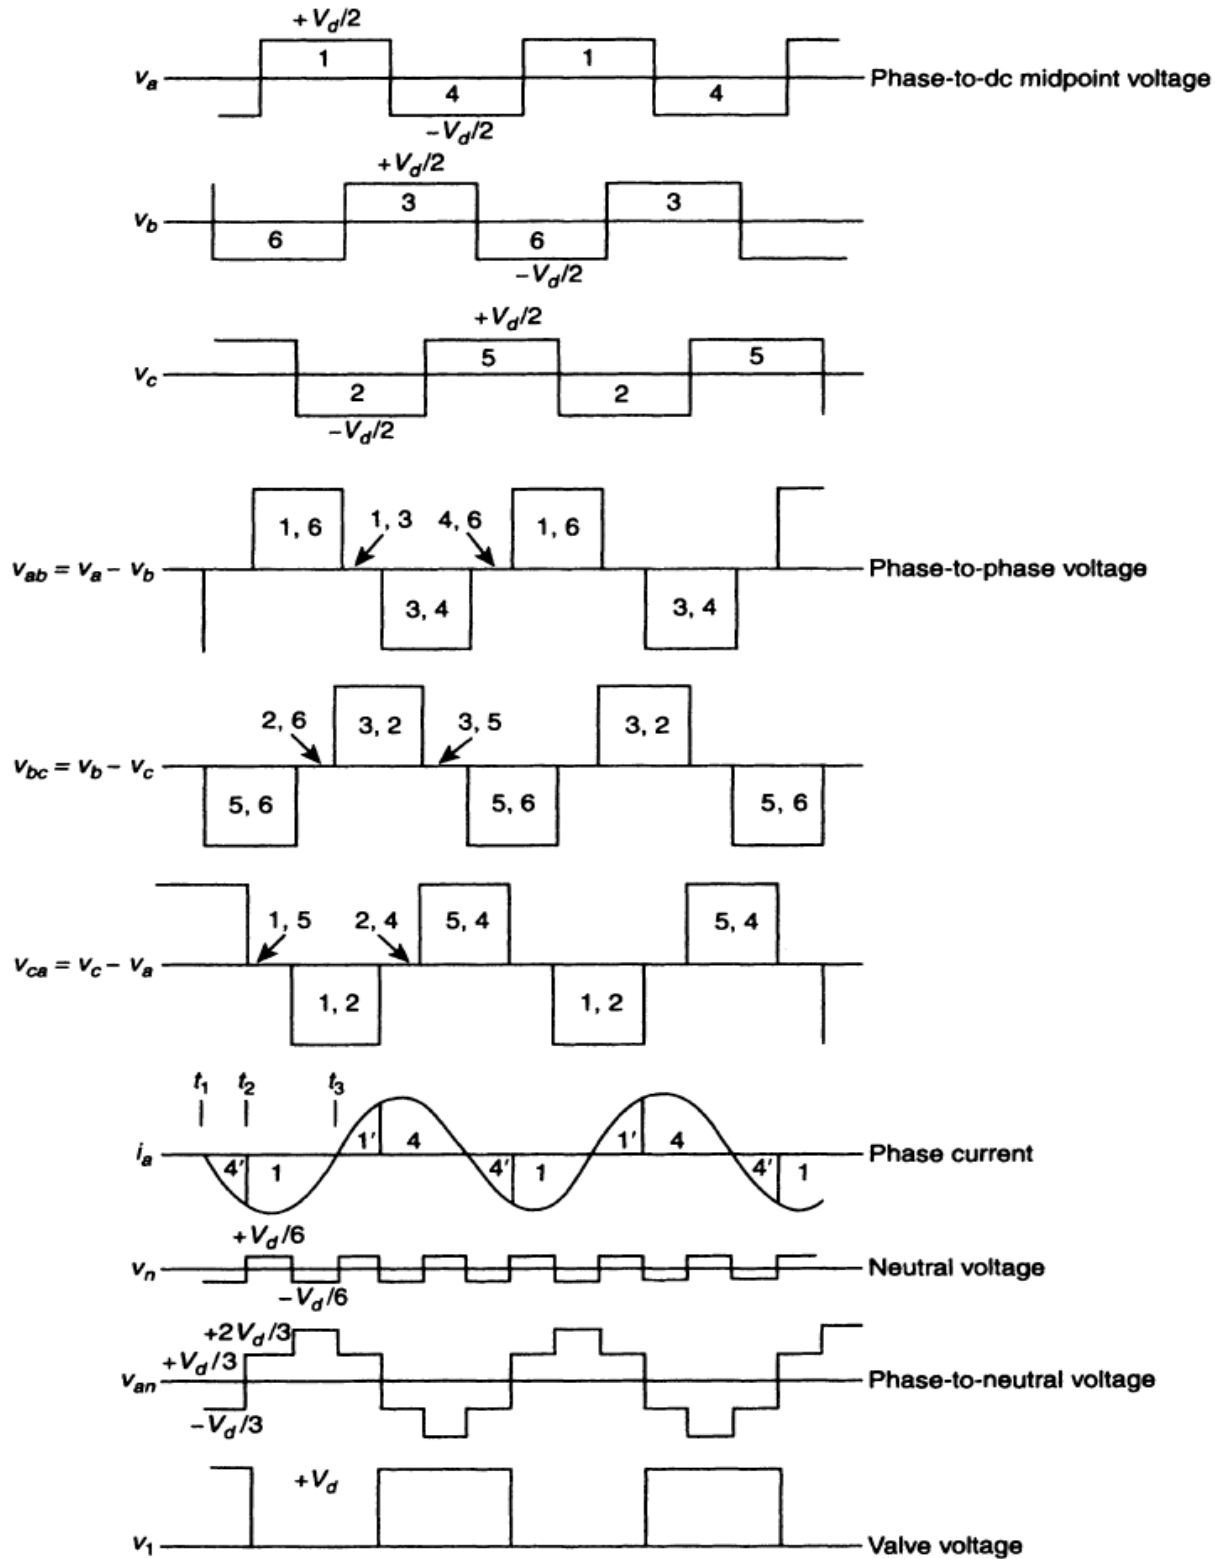 +V_d/2
1 1
v_a Phase-to-dc midpoint voltage
4 4
−V_d/2
+V_d/2
3 3
v_b
6 6
−V_d/2
+V_d/2
5 5
v_c
2 2
−V_d/2
1, 6 1, 3 4, 6 1, 6
v_ab = v_a − v_b Phase-to-phase voltage
3, 4 3, 4
2, 6 3, 2 3, 5 3, 2
v_bc = v_b − v_c
5, 6 5, 6 5, 6
1, 5 2, 4 5, 4 5, 4
v_ca = v_c − v_a
1, 2 1, 2
t_1 t_2 t_3
1' 4 1' 4
i_a Phase current
4' 1 4' 1 4' 1
+V_d/6
v_n Neutral voltage
−V_d/6
+2V_d/3
+V_d/3
v_an Phase-to-neutral voltage
−V_d/3
+V_d
v_1 Valve voltage